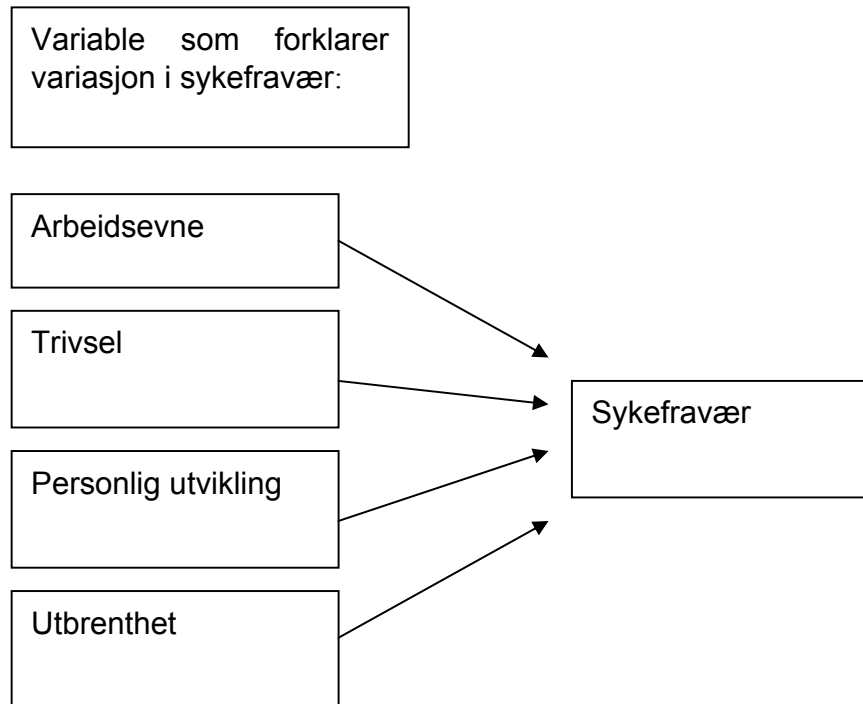 Variable som forklarer
variasjon i sykefravær:
Arbeidsevne
Trivsel
Sykefravær
Personlig utvikling
Utbrenthet